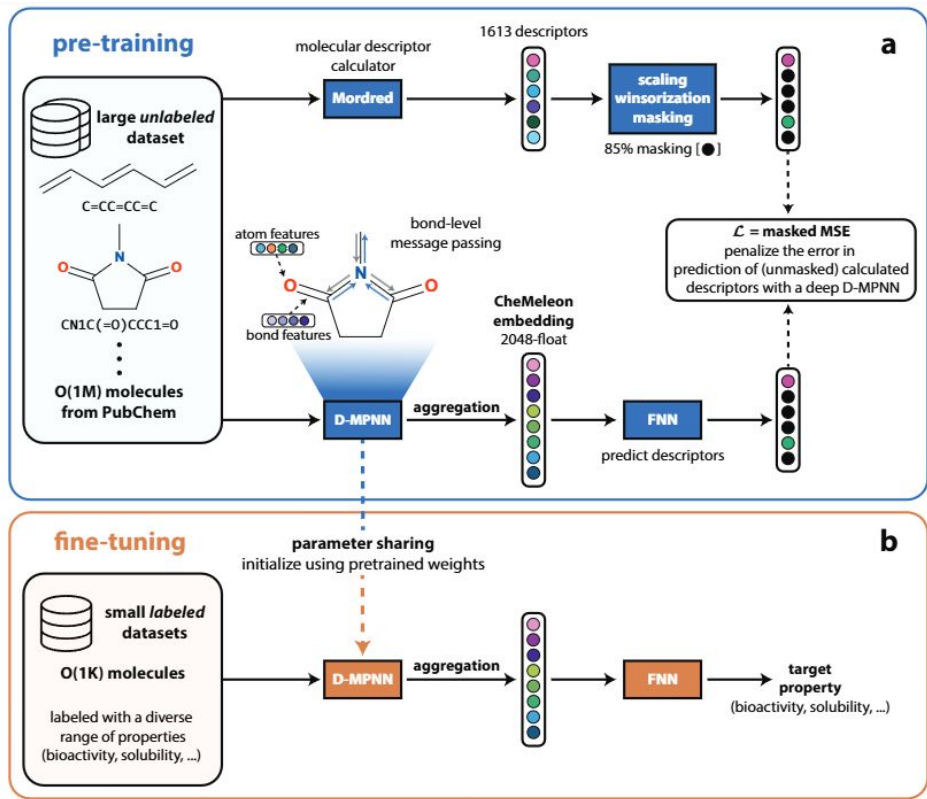 pre-training
a
large unlabeled
dataset
C=CC=CC=C
N
O
O
CN1C(=O)CCC1=O
O(1M) molecules
from PubChem
molecular descriptor
calculator
Mordred
1613 descriptors
scaling
winsorization
masking
85% masking [●]
ℒ = masked MSE
penalize the error in
prediction of (unmasked) calculated
descriptors with a deep D-MPNN
atom features
bond-level
message passing
N
O
O
bond features
D-MPNN
aggregation
CheMeleon
embedding
2048-float
FNN
predict descriptors
parameter sharing
initialize using pretrained weights
fine-tuning
b
small labeled
datasets
O(1K) molecules
labeled with a diverse
range of properties
(bioactivity, solubility, ...)
D-MPNN
aggregation
FNN
target
property
(bioactivity, solubility, ...)